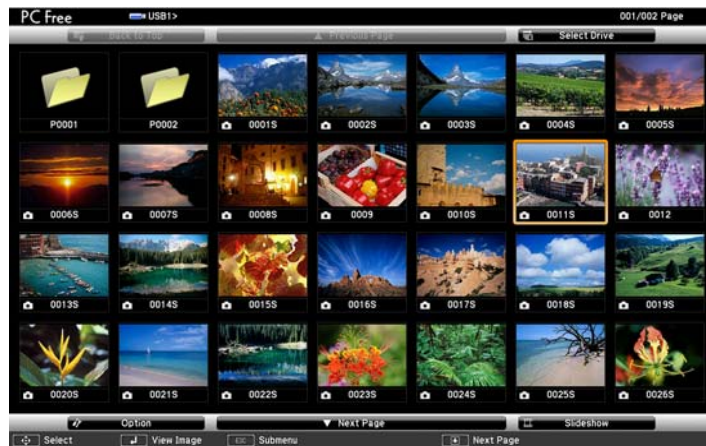 PC Free USB1> 001/002 Page
Back to Top ▲ Previous Page Select Drive
P0001 P0002 0001S 0002S 0003S 0004S 0005S
0006S 0007S 0008S 0009 0010S 0011S 0012
0013S 0014S 0015S 0016S 0017S 0018S 0019S
0020S 0021S 0022S 0023S 0024S 0025S 0026S
Option ▼ Next Page Slideshow
Select View Image Esc Submenu Next Page